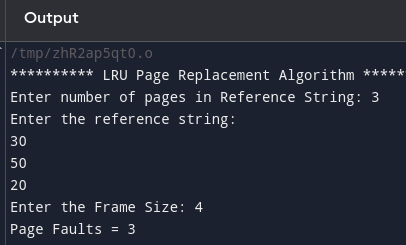 Output
/tmp/zhR2ap5qt0.o
********** LRU Page Replacement Algorithm *****
Enter number of pages in Reference String: 3
Enter the reference string:
30
50
20
Enter the Frame Size: 4
Page Faults = 3